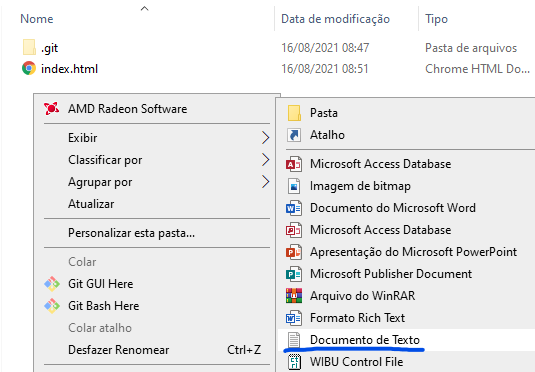 Nome Data de modificação Tipo
.git 16/08/2021 08:47 Pasta de arquivos
index.html 16/08/2021 08:51 Chrome HTML Do...
AMD Radeon Software
Exibir
Classificar por
Agrupar por
Atualizar
Personalizar esta pasta...
Colar
Git GUI Here
Git Bash Here
Colar atalho
Desfazer Renomear Ctrl+Z
Pasta
Atalho
Microsoft Access Database
Imagem de bitmap
Documento do Microsoft Word
Microsoft Access Database
Apresentação do Microsoft PowerPoint
Microsoft Publisher Document
Arquivo do WinRAR
Formato Rich Text
Documento de Texto
WIBU Control File